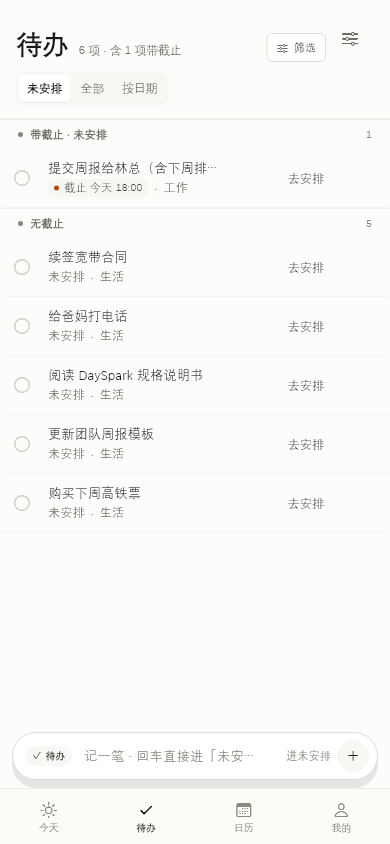 待办 6 项 · 含 1 项带截止 筛选
未安排 全部 按日期
带截止 · 未安排 1
提交周报给林总（含下周排…
截止 今天 18:00 · 工作 去安排
无截止 5
续签宽带合同
未安排 · 生活 去安排
给爸妈打电话
未安排 · 生活 去安排
阅读 DaySpark 规格说明书
未安排 · 生活 去安排
更新团队周报模板
未安排 · 生活 去安排
购买下周高铁票
未安排 · 生活 去安排
待办 记一笔 · 回车直接进「未安… 进未安排 +
今天 待办 日历 我的